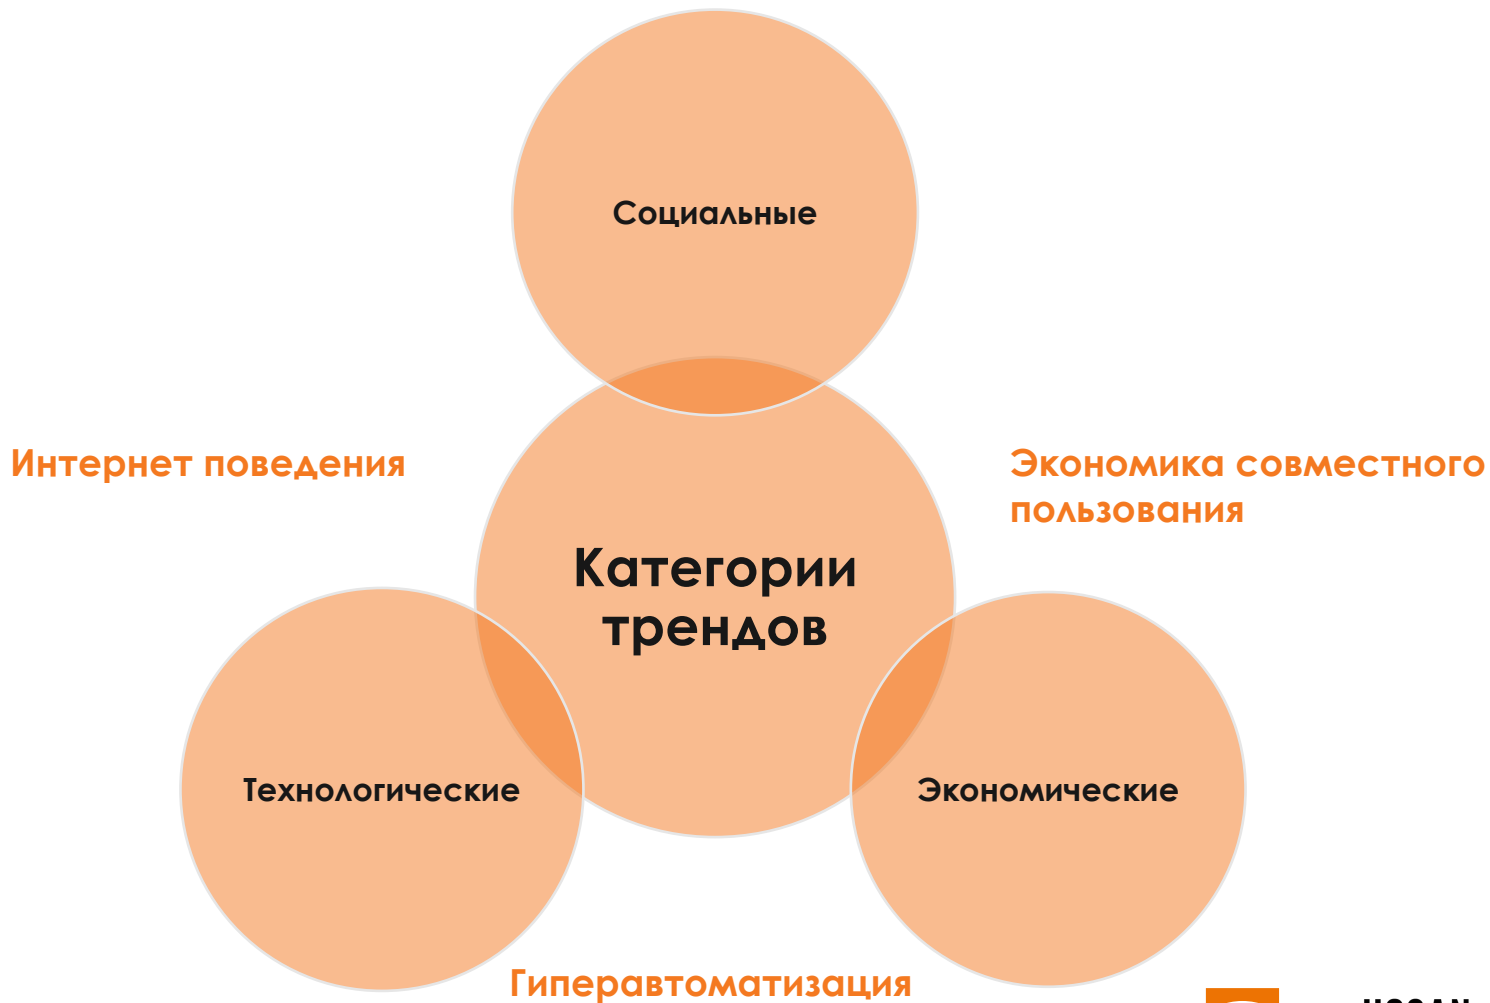 Социальные
Интернет поведения
Экономика совместного
пользования
Категории
трендов
Технологические
Экономические
Гиперавтоматизация